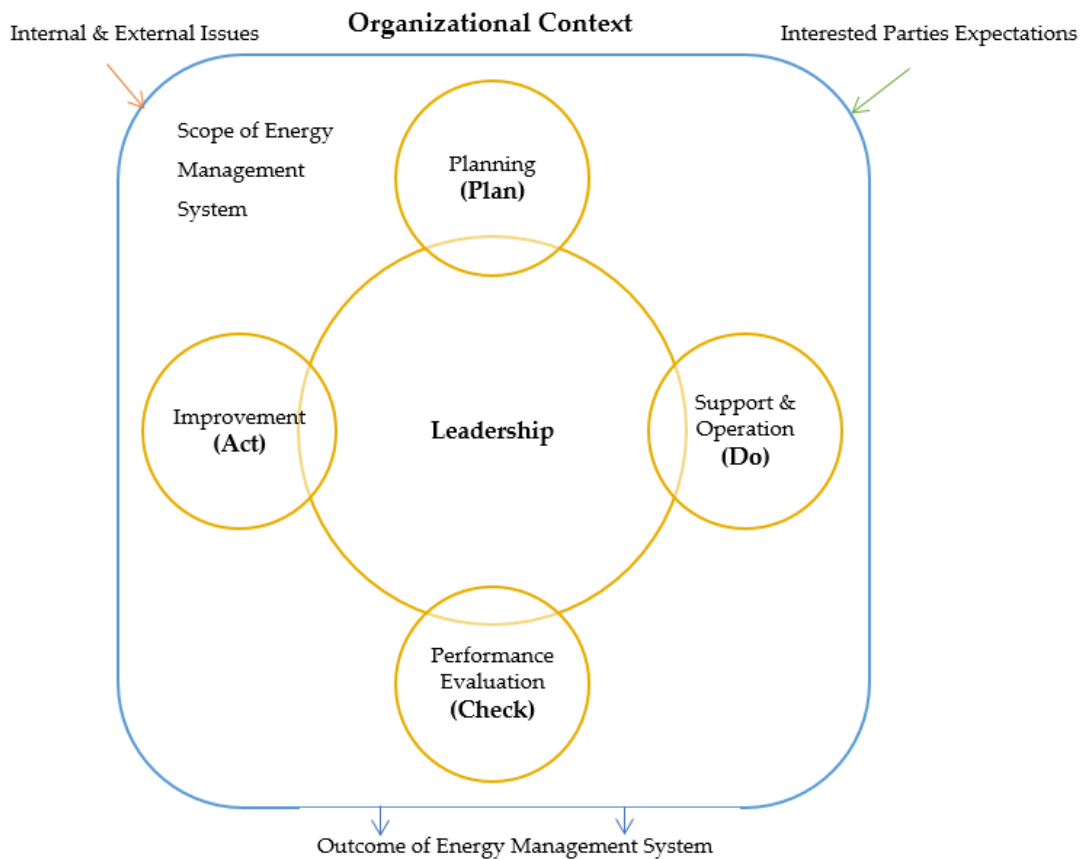 Organizational Context
Internal & External Issues
Interested Parties Expectations
Scope of Energy
Management
System
Planning
(Plan)
Improvement
(Act)
Leadership
Support &
Operation
(Do)
Performance
Evaluation
(Check)
Outcome of Energy Management System